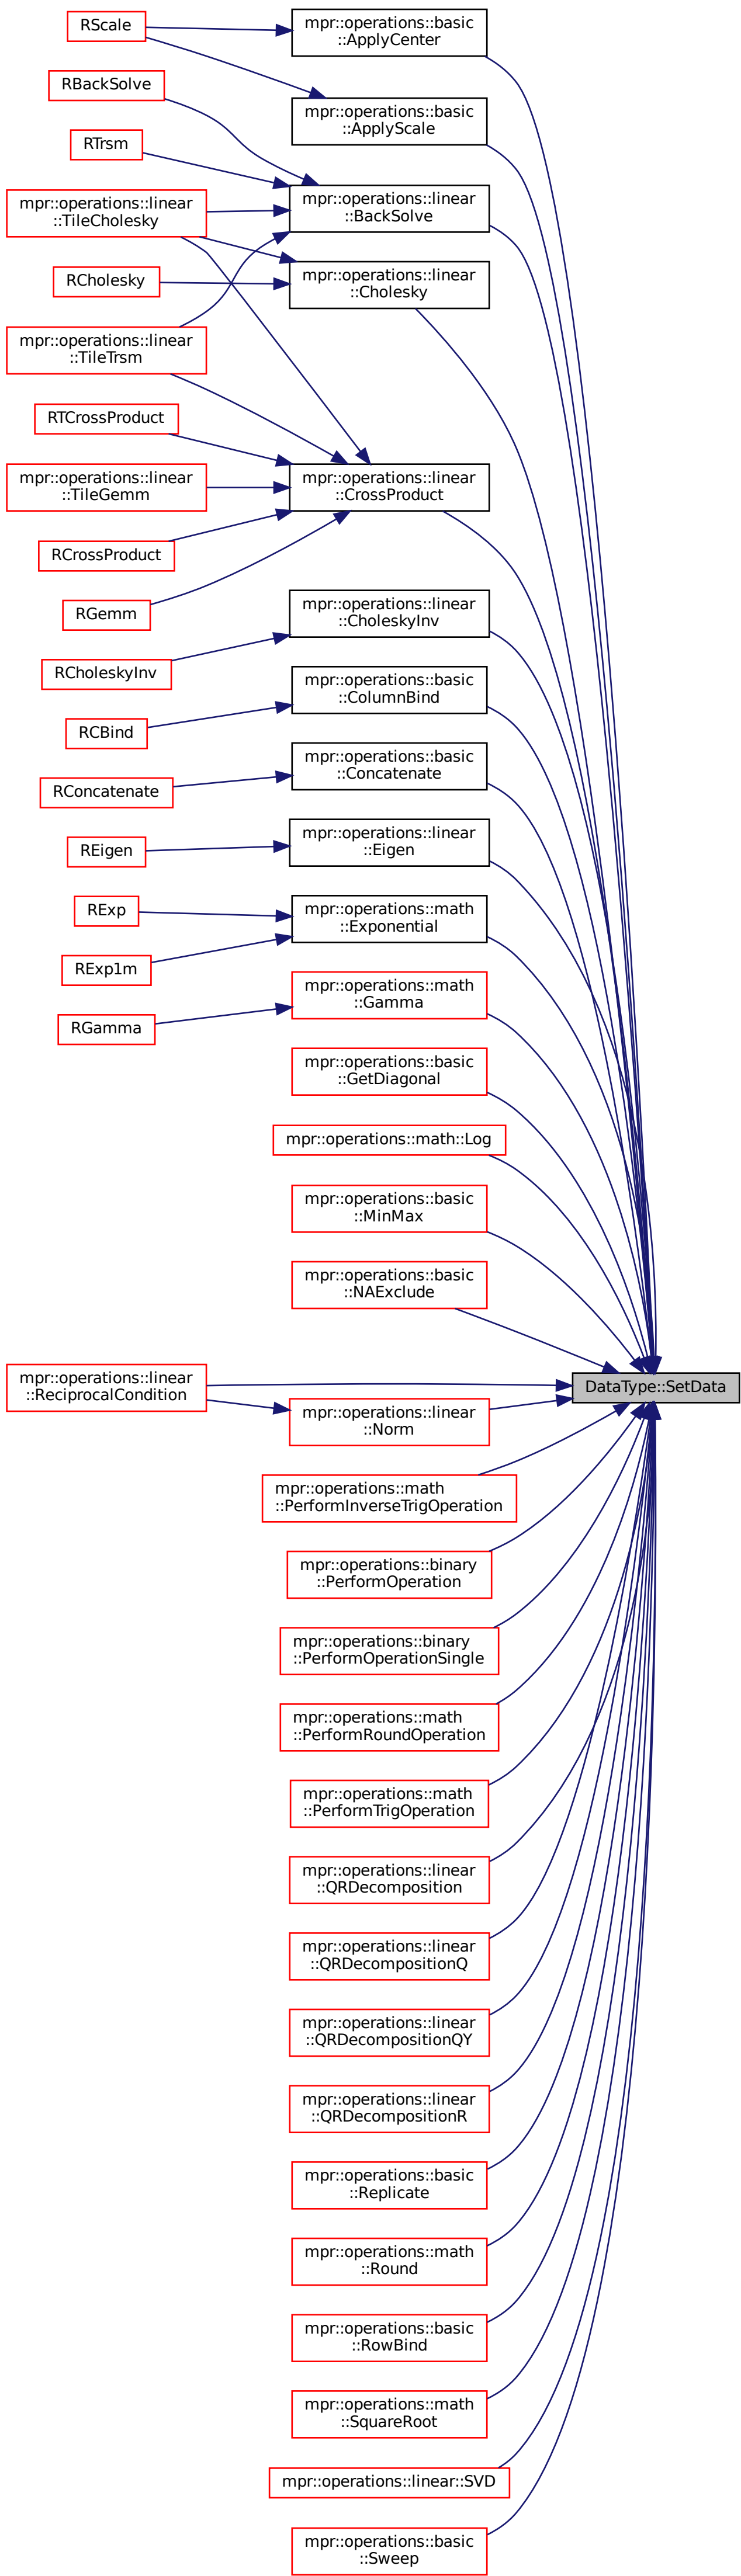 RScale
mpr::operations::basic
::ApplyCenter
RBackSolve
mpr::operations::basic
::ApplyScale
RTrsm
mpr::operations::linear
::TileCholesky
mpr::operations::linear
::BackSolve
RCholesky
mpr::operations::linear
::Cholesky
mpr::operations::linear
::TileTrsm
RTCrossProduct
mpr::operations::linear
::TileGemm
mpr::operations::linear
::CrossProduct
RCrossProduct
RGemm
mpr::operations::linear
::CholeskyInv
RCholeskyInv
mpr::operations::basic
::ColumnBind
RCBind
mpr::operations::basic
::Concatenate
RConcatenate
mpr::operations::linear
::Eigen
REigen
mpr::operations::math
::Exponential
RExp
RExp1m
mpr::operations::math
::Gamma
RGamma
mpr::operations::basic
::GetDiagonal
mpr::operations::math::Log
mpr::operations::basic
::MinMax
mpr::operations::basic
::NAExclude
mpr::operations::linear
::ReciprocalCondition
DataType::SetData
mpr::operations::linear
::Norm
mpr::operations::math
::PerformInverseTrigOperation
mpr::operations::binary
::PerformOperation
mpr::operations::binary
::PerformOperationSingle
mpr::operations::math
::PerformRoundOperation
mpr::operations::math
::PerformTrigOperation
mpr::operations::linear
::QRDecomposition
mpr::operations::linear
::QRDecompositionQ
mpr::operations::linear
::QRDecompositionQY
mpr::operations::linear
::QRDecompositionR
mpr::operations::basic
::Replicate
mpr::operations::math
::Round
mpr::operations::basic
::RowBind
mpr::operations::math
::SquareRoot
mpr::operations::linear::SVD
mpr::operations::basic
::Sweep